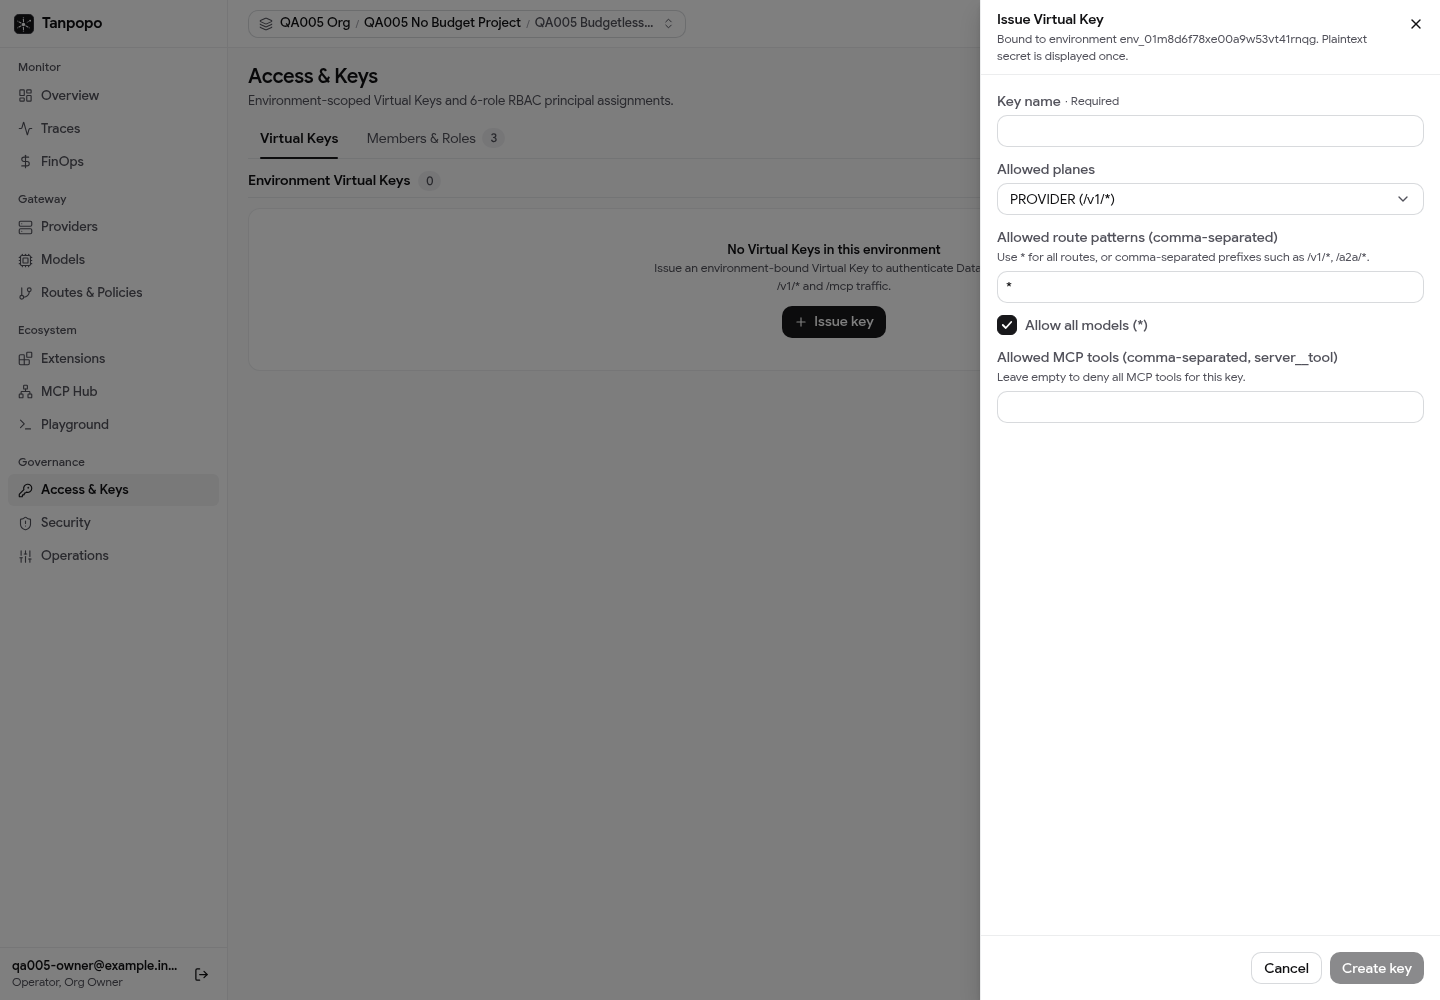 Tanpopo
Monitor
Overview
Traces
FinOps
Gateway
Providers
Models
Routes & Policies
Ecosystem
Extensions
MCP Hub
Playground
Governance
Access & Keys
Security
Operations
qa005-owner@example.in...
Operator, Org Owner
QA005 Org / QA005 No Budget Project / QA005 Budgetless...
Access & Keys
Environment-scoped Virtual Keys and 6-role RBAC principal assignments.
Virtual Keys
Members & Roles 3
Environment Virtual Keys 0
No Virtual Keys in this environment
Issue an environment-bound Virtual Key to authenticate Data
/v1/* and /mcp traffic.
Issue key
Issue Virtual Key
Bound to environment env_01m8d6f78xe00a9w53vt41rnqg. Plaintext
secret is displayed once.
Key name · Required
Allowed planes
PROVIDER (/v1/*)
Allowed route patterns (comma-separated)
Use * for all routes, or comma-separated prefixes such as /v1/*, /a2a/*.
*
Allow all models (*)
Allowed MCP tools (comma-separated, server__tool)
Leave empty to deny all MCP tools for this key.
Cancel
Create key